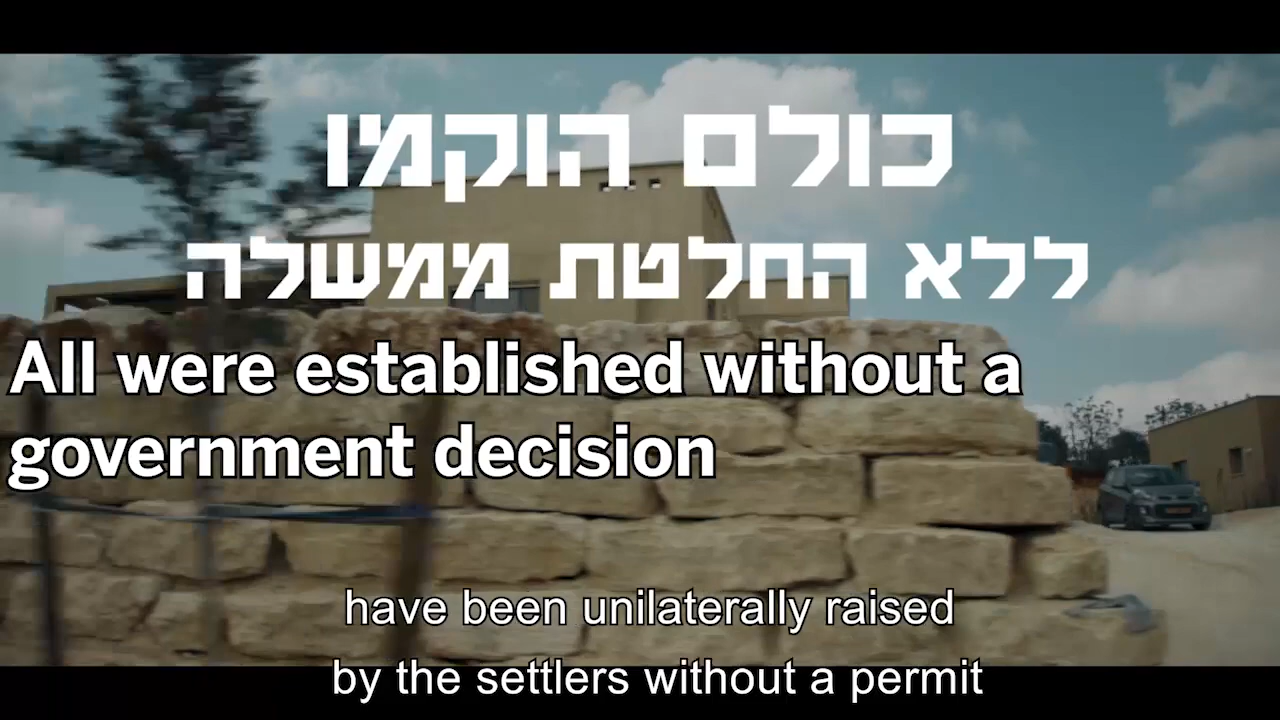 כולם הוקמו
ללא החלטת ממשלה
All were established without a
government decision
have been unilaterally raised
by the settlers without a permit